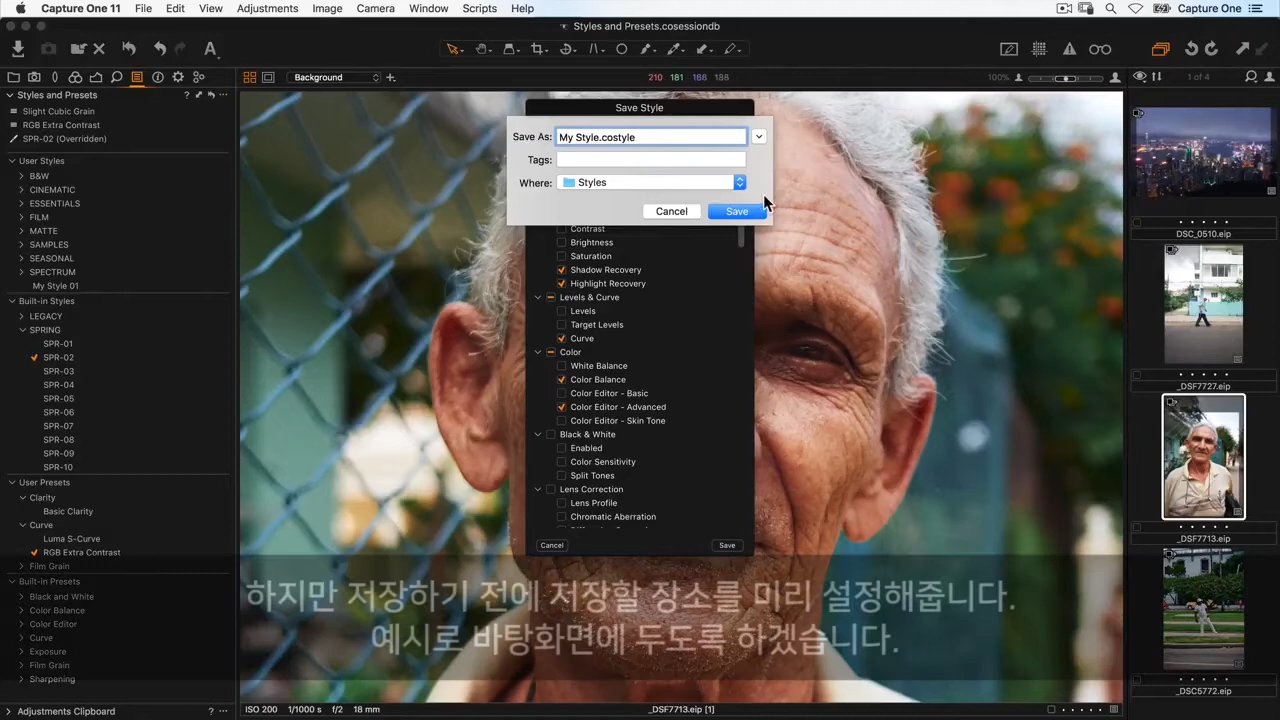 Capture One 11 File Edit View Adjustments Image Camera Window Scripts Help Capture One
Styles and Presets.cosessiondb
Background
210 181 166 188
100%
1 of 4
Styles and Presets
Slight Cubic Grain
RGB Extra Contrast
SPR-02 (Overridden)
User Styles
B&W
CINEMATIC
ESSENTIALS
FILM
MATTE
SAMPLES
SEASONAL
SPECTRUM
My Style 01
Built-in Styles
LEGACY
SPRING
SPR-01
SPR-02
SPR-03
SPR-04
SPR-05
SPR-06
SPR-07
SPR-08
SPR-09
SPR-10
User Presets
Clarity
Basic Clarity
Curve
Luma S-Curve
RGB Extra Contrast
Film Grain
Built-in Presets
Black and White
Color Balance
Color Editor
Curve
Exposure
Film Grain
Sharpening
Adjustments Clipboard
Save Style
Save As: My Style.costyle
Tags:
Where: Styles
Cancel Save
Contrast
Brightness
Saturation
Shadow Recovery
Highlight Recovery
Levels & Curve
Levels
Target Levels
Curve
Color
White Balance
Color Balance
Color Editor - Basic
Color Editor - Advanced
Color Editor - Skin Tone
Black & White
Enabled
Color Sensitivity
Split Tones
Lens Correction
Lens Profile
Chromatic Aberration
Cancel Save
하지만 저장하기 전에 저장할 장소를 미리 설정해줍니다.
예시로 바탕화면에 두도록 하겠습니다.
ISO 200 1/1000 s f/2 18 mm
_DSF7713.eip [1]
DSC_0510.eip
_DSF7727.eip
_DSF7713.eip
_DSC5772.eip